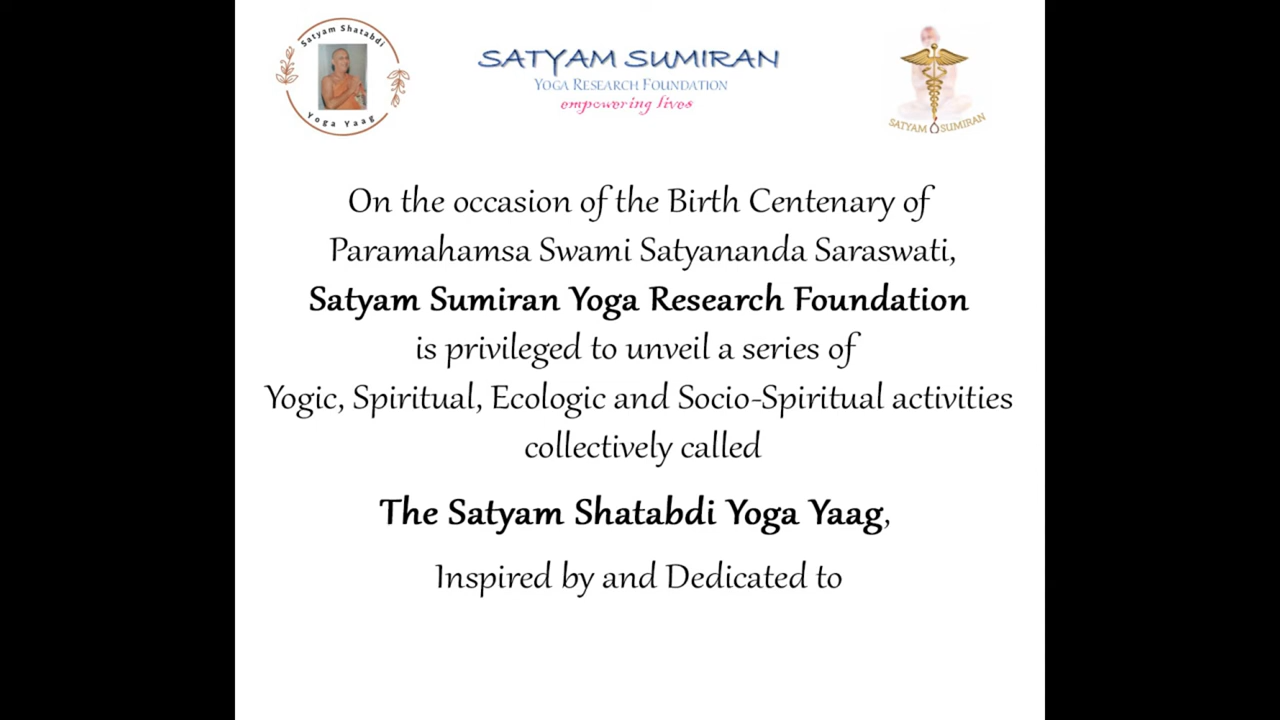 Satyam Shatabdi
Yoga Yaag
SATYAM SUMIRAN
YOGA RESEARCH FOUNDATION
empowering lives
SATYAM SUMIRAN
On the occasion of the Birth Centenary of
Paramahamsa Swami Satyananda Saraswati,
Satyam Sumiran Yoga Research Foundation
is privileged to unveil a series of
Yogic, Spiritual, Ecologic and Socio-Spiritual activities
collectively called
The Satyam Shatabdi Yoga Yaag,
Inspired by and Dedicated to